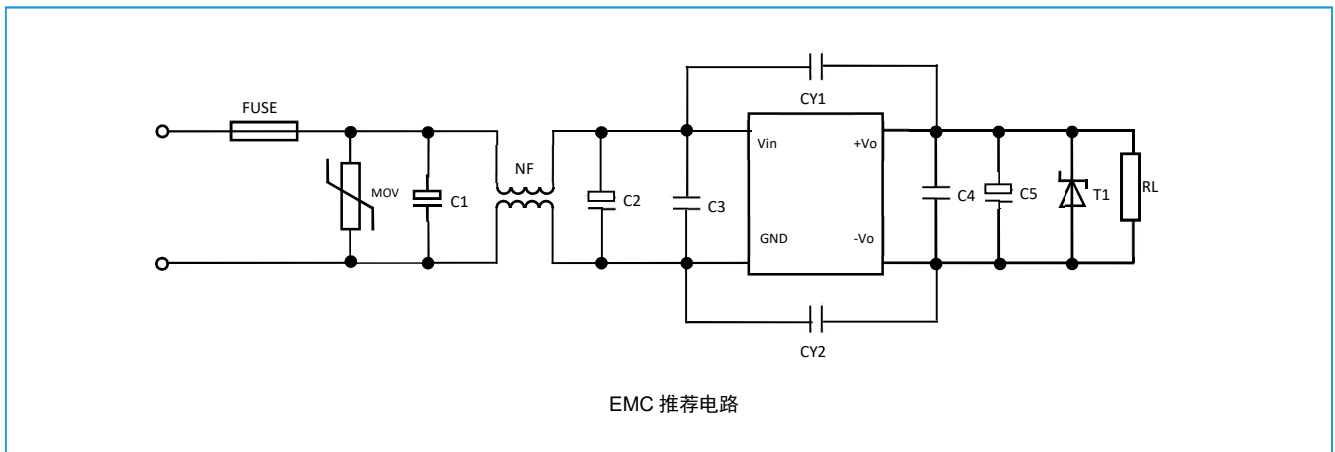 CY1
FUSE
MOV
C1
NF
C2
C3
Vin
+Vo
GND
-Vo
C4
C5
T1
RL
CY2
EMC 推荐电路